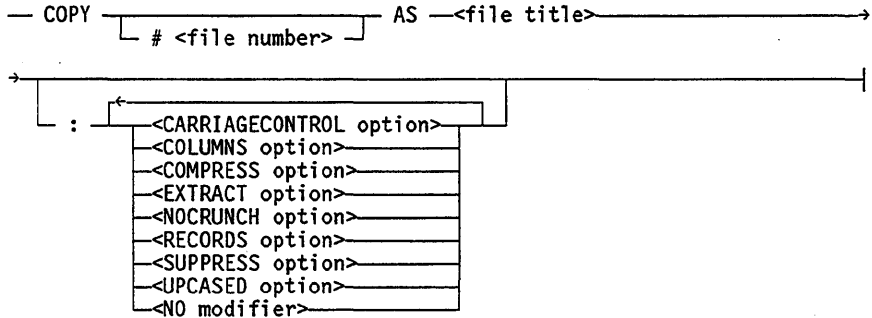 COPY AS <file title>
# <file number>
: <CARRIAGECONTROL option>
<COLUMNS option>
<COMPRESS option>
<EXTRACT option>
<NOCRUNCH option>
<RECORDS option>
<SUPPRESS option>
<UPCASED option>
<NO modifier>